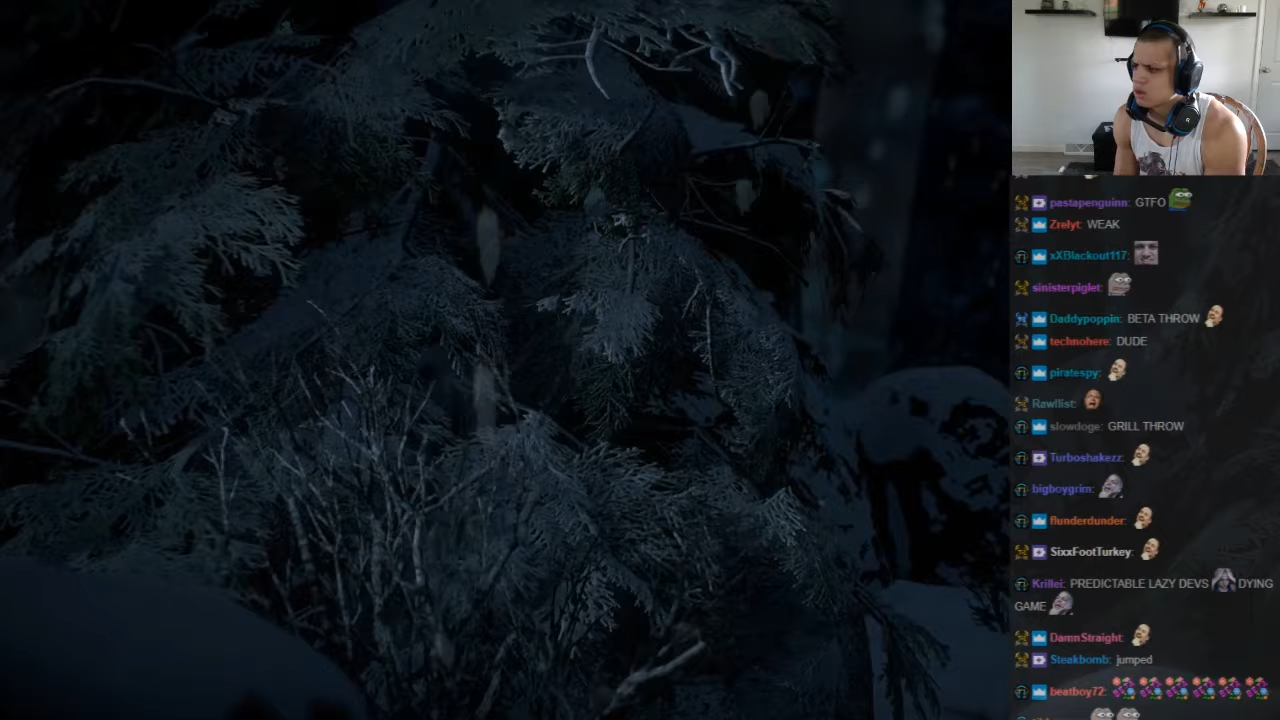 pastapenguinn: GTFO
Zrelyt: WEAK
xXBlackout117:
sinisterpiglet:
Daddypoppin: BETA THROW
technohere: DUDE
piratespy:
Rawllist:
slowdoge: GRILL THROW
Turboshakezz:
bigboygrim:
flunderdunder:
SixxFootTurkey:
Krillei: PREDICTABLE LAZY DEVS DYING
GAME
DamnStraight:
Steakbomb: jumped
beatboy72: